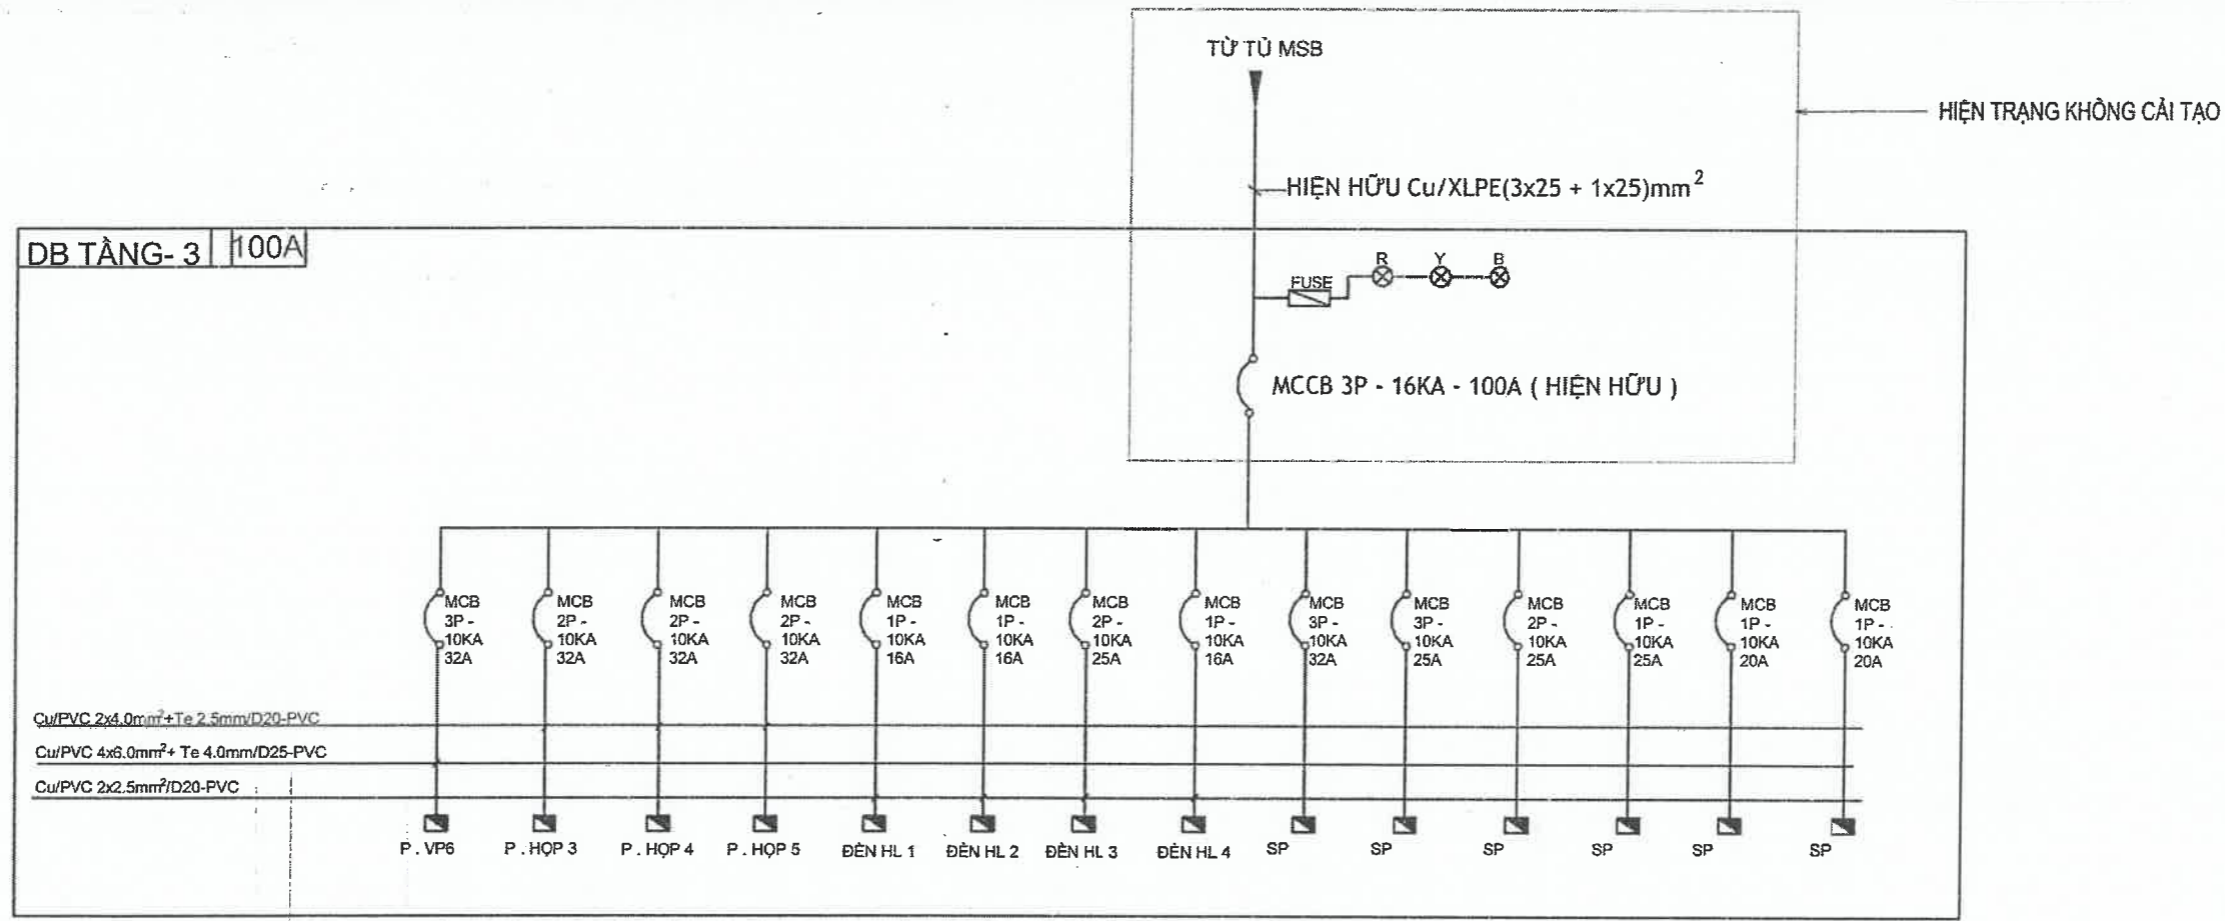 TỪ TỦ MSB
HIỆN TRẠNG KHÔNG CẢI TẠO
HIỆN HỮU Cu/XLPE(3x25 + 1x25)mm²
DB TẦNG- 3 100A
R Y B
FUSE
MCCB 3P - 16KA - 100A ( HIỆN HỮU )
MCB
3P -
10KA
32A
MCB
2P -
10KA
32A
MCB
2P -
10KA
32A
MCB
2P -
10KA
32A
MCB
1P -
10KA
16A
MCB
1P -
10KA
16A
MCB
2P -
10KA
25A
MCB
1P -
10KA
16A
MCB
3P -
10KA
32A
MCB
3P -
10KA
25A
MCB
2P -
10KA
25A
MCB
1P -
10KA
25A
MCB
1P -
10KA
20A
MCB
1P -
10KA
20A
Cu/PVC 2x4.0mm²+Te 2.5mm/D20-PVC
Cu/PVC 4x6.0mm²+ Te 4.0mm/D25-PVC
Cu/PVC 2x2.5mm²/D20-PVC
P . VP6 P . HỌP 3 P . HỌP 4 P . HỌP 5 ĐÈN HL 1 ĐÈN HL 2 ĐÈN HL 3 ĐÈN HL 4 SP SP SP SP SP SP